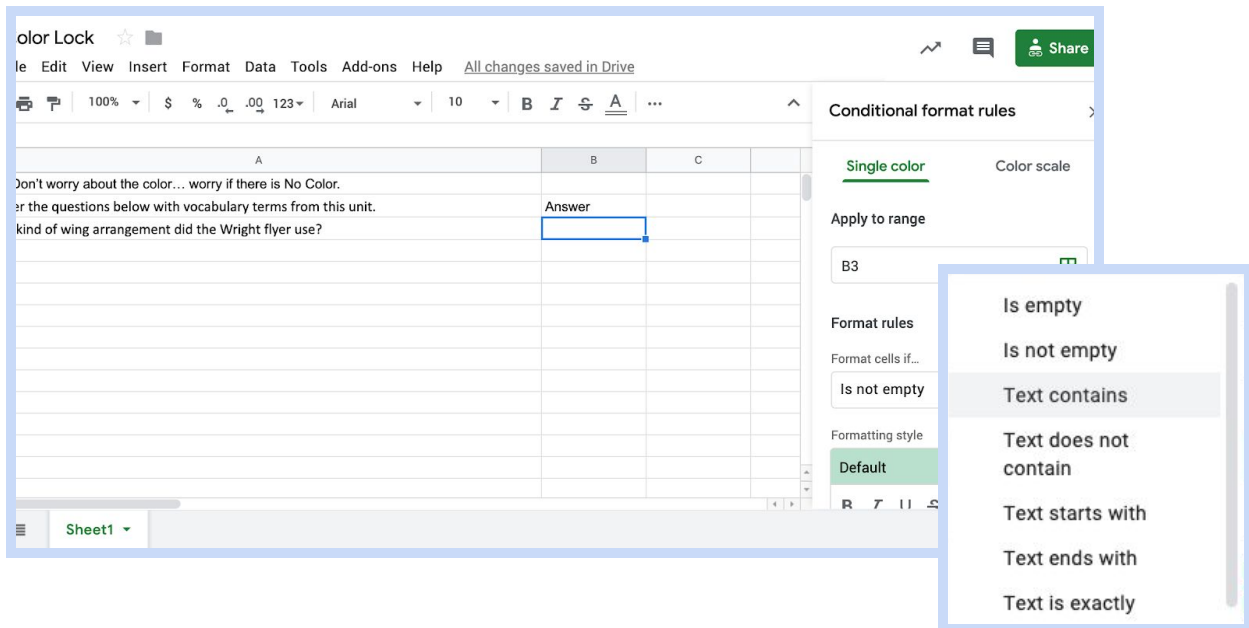 olor Lock
le Edit View Insert Format Data Tools Add-ons Help All changes saved in Drive
Share
100% $ % .0 .00 123 Arial 10 B I S A ...
Conditional format rules
Single color Color scale
Apply to range
B3
Format rules
Format cells if...
Is not empty
Formatting style
Default
B I U S
A B C
Don't worry about the color... worry if there is No Color.
er the questions below with vocabulary terms from this unit. Answer
kind of wing arrangement did the Wright flyer use?
Sheet1
Is empty
Is not empty
Text contains
Text does not
contain
Text starts with
Text ends with
Text is exactly